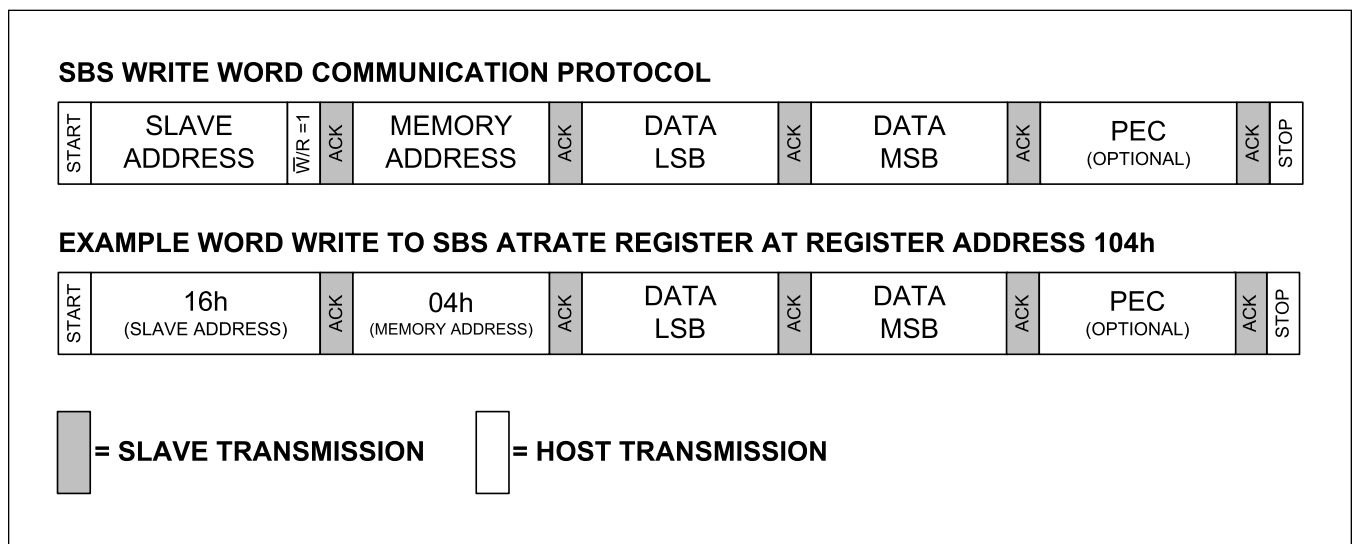 SBS WRITE WORD COMMUNICATION PROTOCOL
START
SLAVE
ADDRESS
W̅/R =1
ACK
MEMORY
ADDRESS
ACK
DATA
LSB
ACK
DATA
MSB
ACK
PEC
(OPTIONAL)
ACK
STOP
EXAMPLE WORD WRITE TO SBS ATRATE REGISTER AT REGISTER ADDRESS 104h
START
16h
(SLAVE ADDRESS)
ACK
04h
(MEMORY ADDRESS)
ACK
DATA
LSB
ACK
DATA
MSB
ACK
PEC
(OPTIONAL)
ACK
STOP
= SLAVE TRANSMISSION
= HOST TRANSMISSION